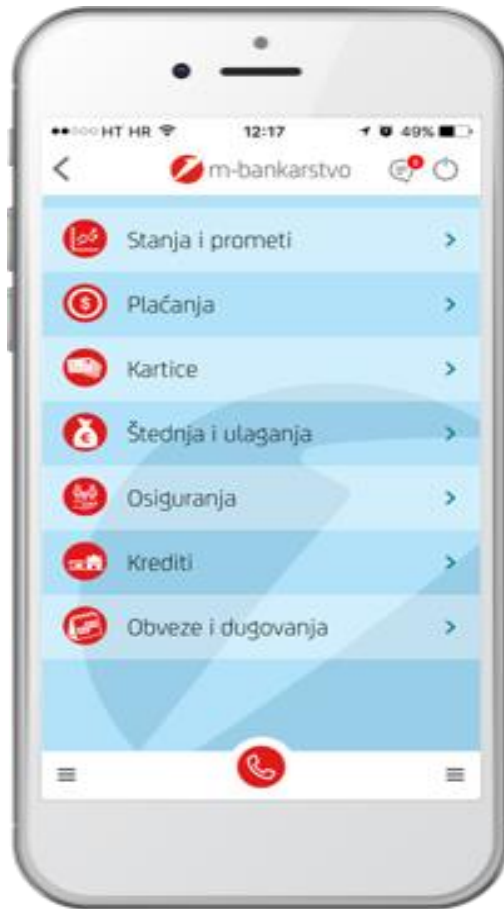 HT HR 12:17 49%
m-bankarstvo
Stanja i prometi
Plaćanja
Kartice
Štednja i ulaganja
Osiguranja
Krediti
Obveze i dugovanja